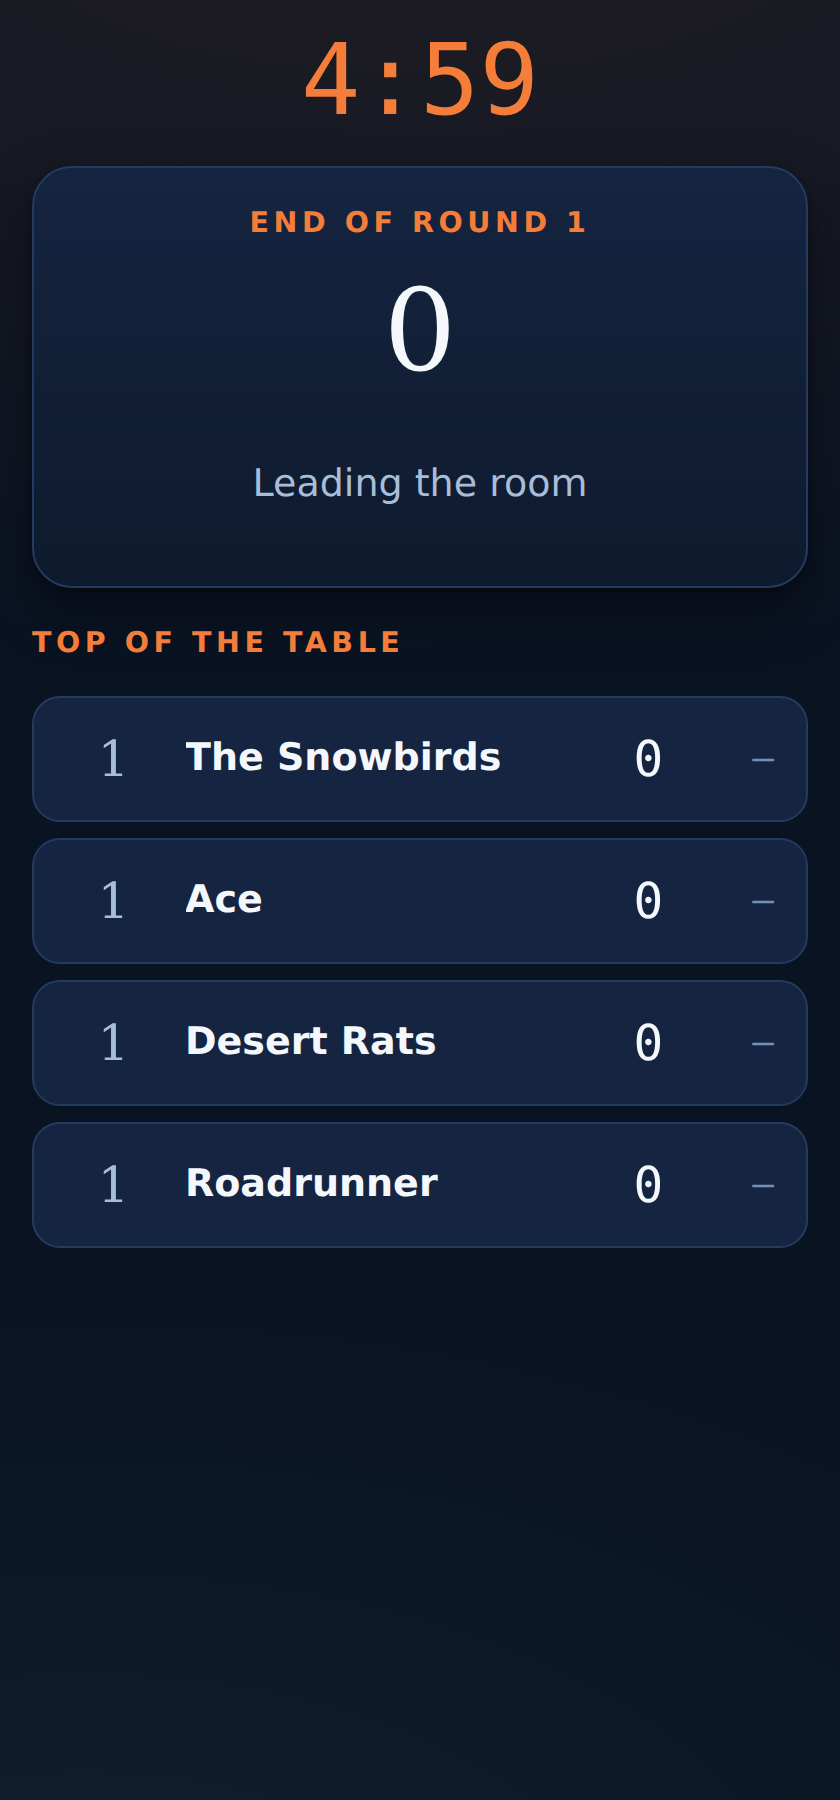 4:59
END OF ROUND 1
0
Leading the room
TOP OF THE TABLE
1 The Snowbirds 0 –
1 Ace 0 –
1 Desert Rats 0 –
1 Roadrunner 0 –